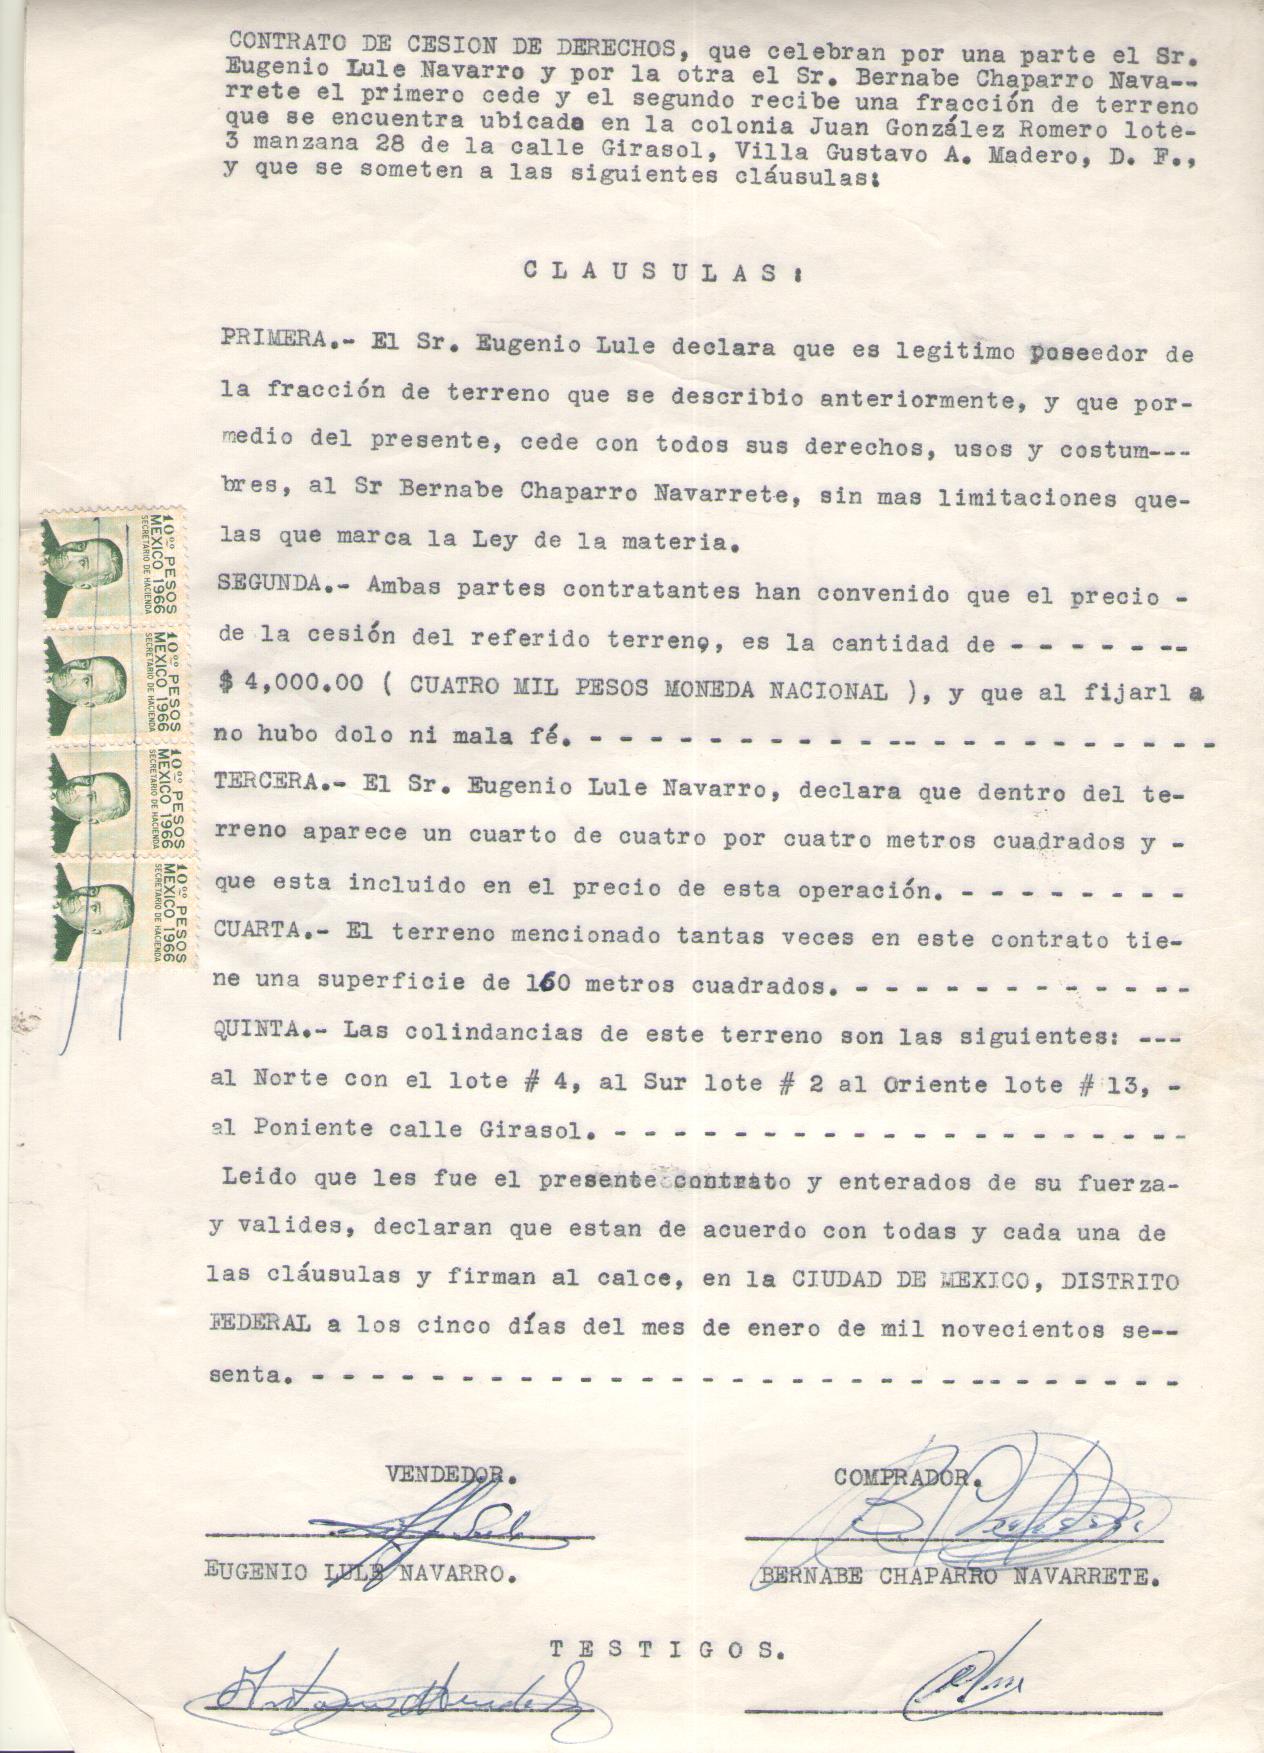 CONTRATO DE CESION DE DERECHOS, que celebran por una parte el Sr.
Eugenio Lule Navarro y por la otra el Sr. Bernabe Chaparro Nava--
rrete el primero cede y el segundo recibe una fracción de terreno
que se encuentra ubicada en la colonia Juan González Romero lote-
3 manzana 28 de la calle Girasol, Villa Gustavo A. Madero, D. F.,
y que se someten a las siguientes cláusulas:
C L A U S U L A S :
PRIMERA.- El Sr. Eugenio Lule declara que es legitimo poseedor de
la fracción de terreno que se describio anteriormente, y que por-
medio del presente, cede con todos sus derechos, usos y costum---
bres, al Sr Bernabe Chaparro Navarrete, sin mas limitaciones que-
las que marca la Ley de la materia.
SEGUNDA.- Ambas partes contratantes han convenido que el precio -
de la cesión del referido terreno, es la cantidad de - - - - - - --
$ 4,000.00 ( CUATRO MIL PESOS MONEDA NACIONAL ), y que al fijarl a
no hubo dolo ni mala fé. - - - - - - - - - - -- - - - - - - - - - -
TERCERA.- El Sr. Eugenio Lule Navarro, declara que dentro del te-
rreno aparece un cuarto de cuatro por cuatro metros cuadrados y -
que esta incluido en el precio de esta operación. - - - - - - - -
CUARTA.- El terreno mencionado tantas veces en este contrato tie-
ne una superficie de 160 metros cuadrados. - - - - - - - - - - - -
QUINTA.- Las colindancias de este terreno son las siguientes: ---
al Norte con el lote # 4, al Sur lote # 2 al Oriente lote # 13, -
al Poniente calle Girasol. - - - - - - - - - - - - - - - - - - - -
Leido que les fue el presente contrato y enterados de su fuerza-
y valides, declaran que estan de acuerdo con todas y cada una de
las cláusulas y firman al calce, en la CIUDAD DE MEXICO, DISTRITO
FEDERAL a los cinco días del mes de enero de mil novecientos se--
senta. - - - - - - - - - - - - - - - - - - - - - - -- - - - - - -
VENDEDOR. COMPRADOR.
EUGENIO LULE NAVARRO. BERNABE CHAPARRO NAVARRETE.
T E S T I G O S.
10.00 PESOS
MEXICO 1966
SECRETARIO DE HACIENDA
10.00 PESOS
MEXICO 1966
SECRETARIO DE HACIENDA
10.00 PESOS
MEXICO 1966
SECRETARIO DE HACIENDA
10.00 PESOS
MEXICO 1966
SECRETARIO DE HACIENDA